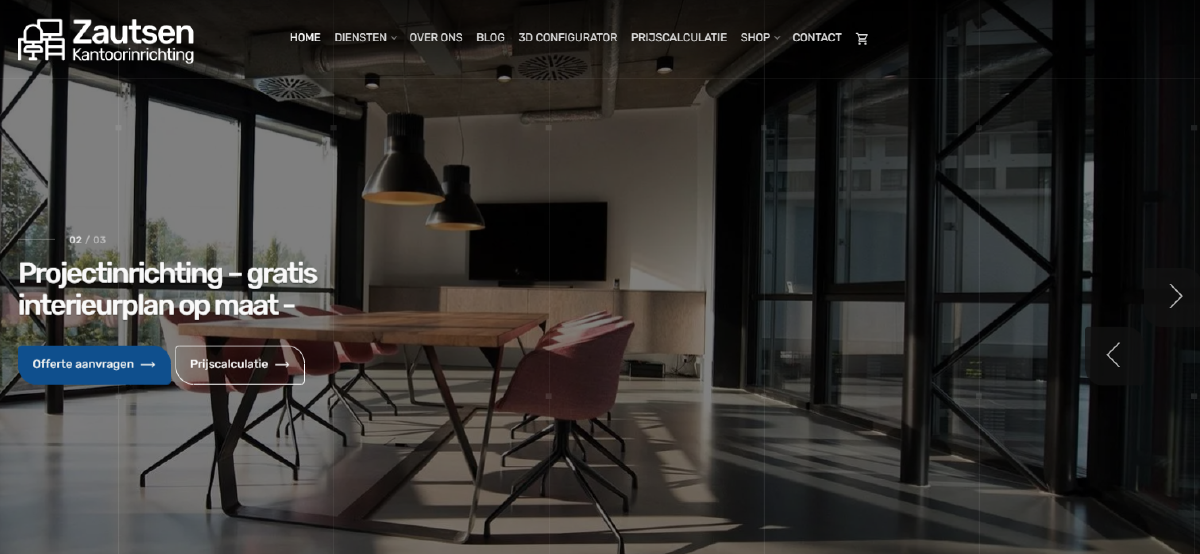 Zautsen
Kantoorinrichting
HOME DIENSTEN OVER ONS BLOG 3D CONFIGURATOR PRIJSCALCULATIE SHOP CONTACT
02 / 03
Projectinrichting – gratis
interieurplan op maat –
Offerte aanvragen → Prijscalculatie →